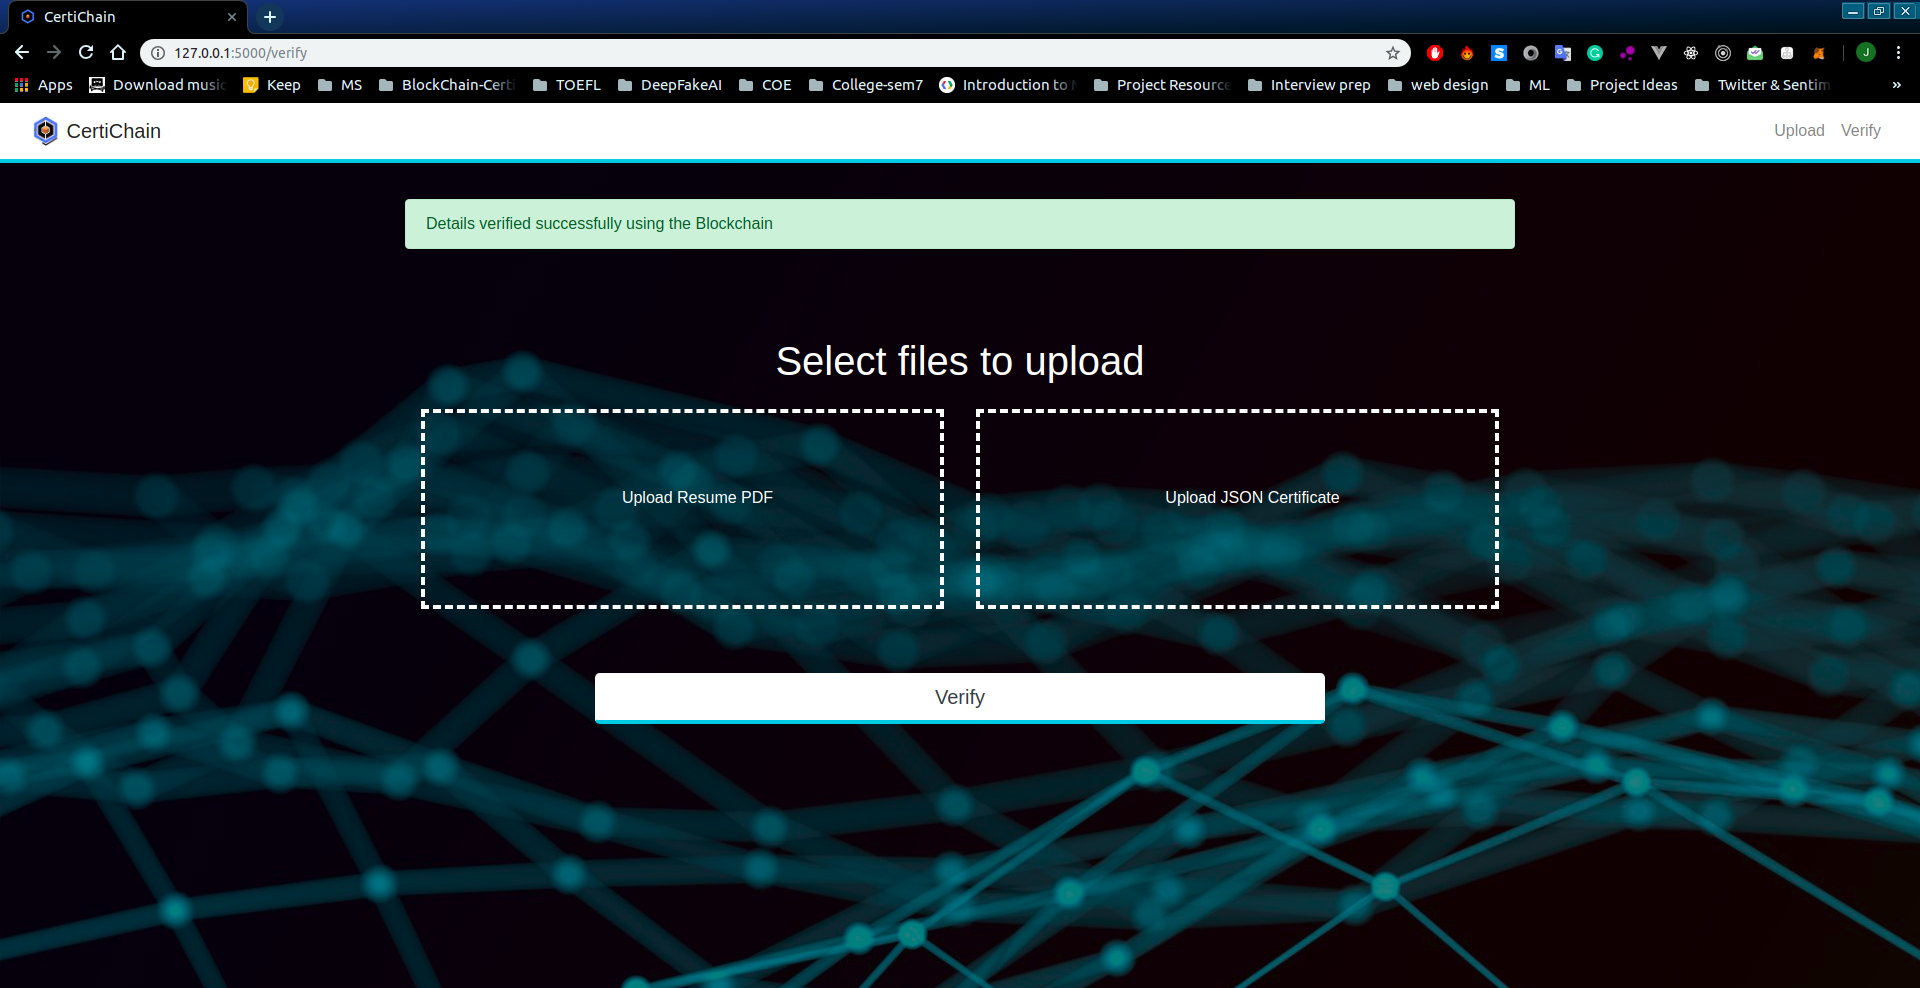 CertiChain
127.0.0.1:5000/verify
J
Apps Download music Keep MS BlockChain-Certi TOEFL DeepFakeAI COE College-sem7 Introduction to Project Resource Interview prep web design ML Project Ideas Twitter & Sentim »
CertiChain Upload Verify
Details verified successfully using the Blockchain
Select files to upload
Upload Resume PDF Upload JSON Certificate
Verify